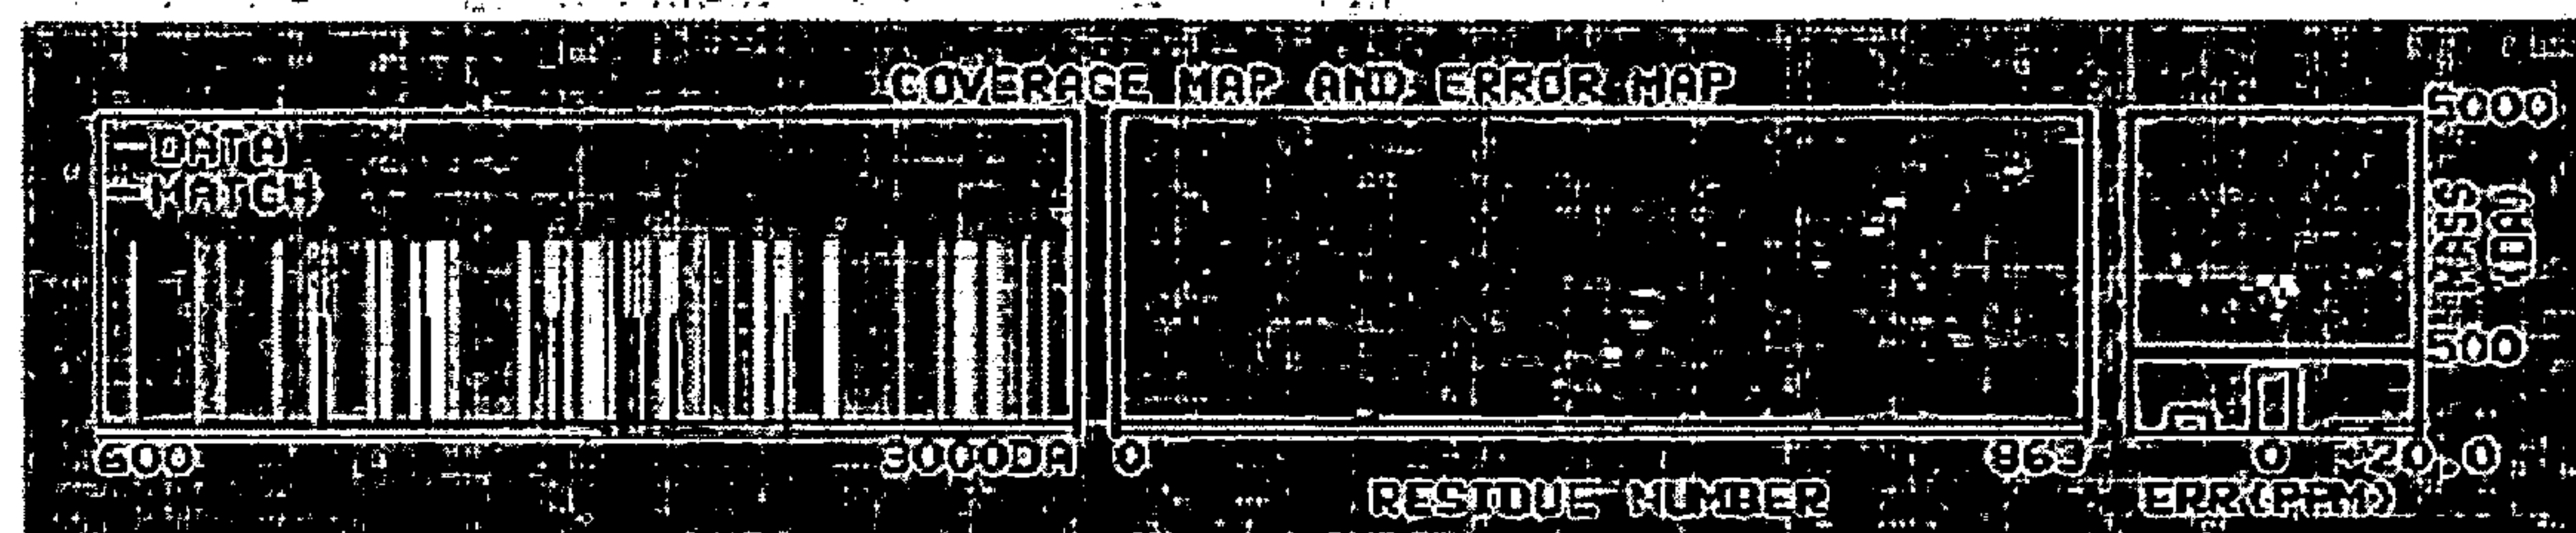 COVERAGE MAP AND ERROR MAP
DATA
MATCH
5000
MASS
(DA)
500
600
3000DA
0
863
0
+20.0
RESIDUE NUMBER
ERR(PPM)